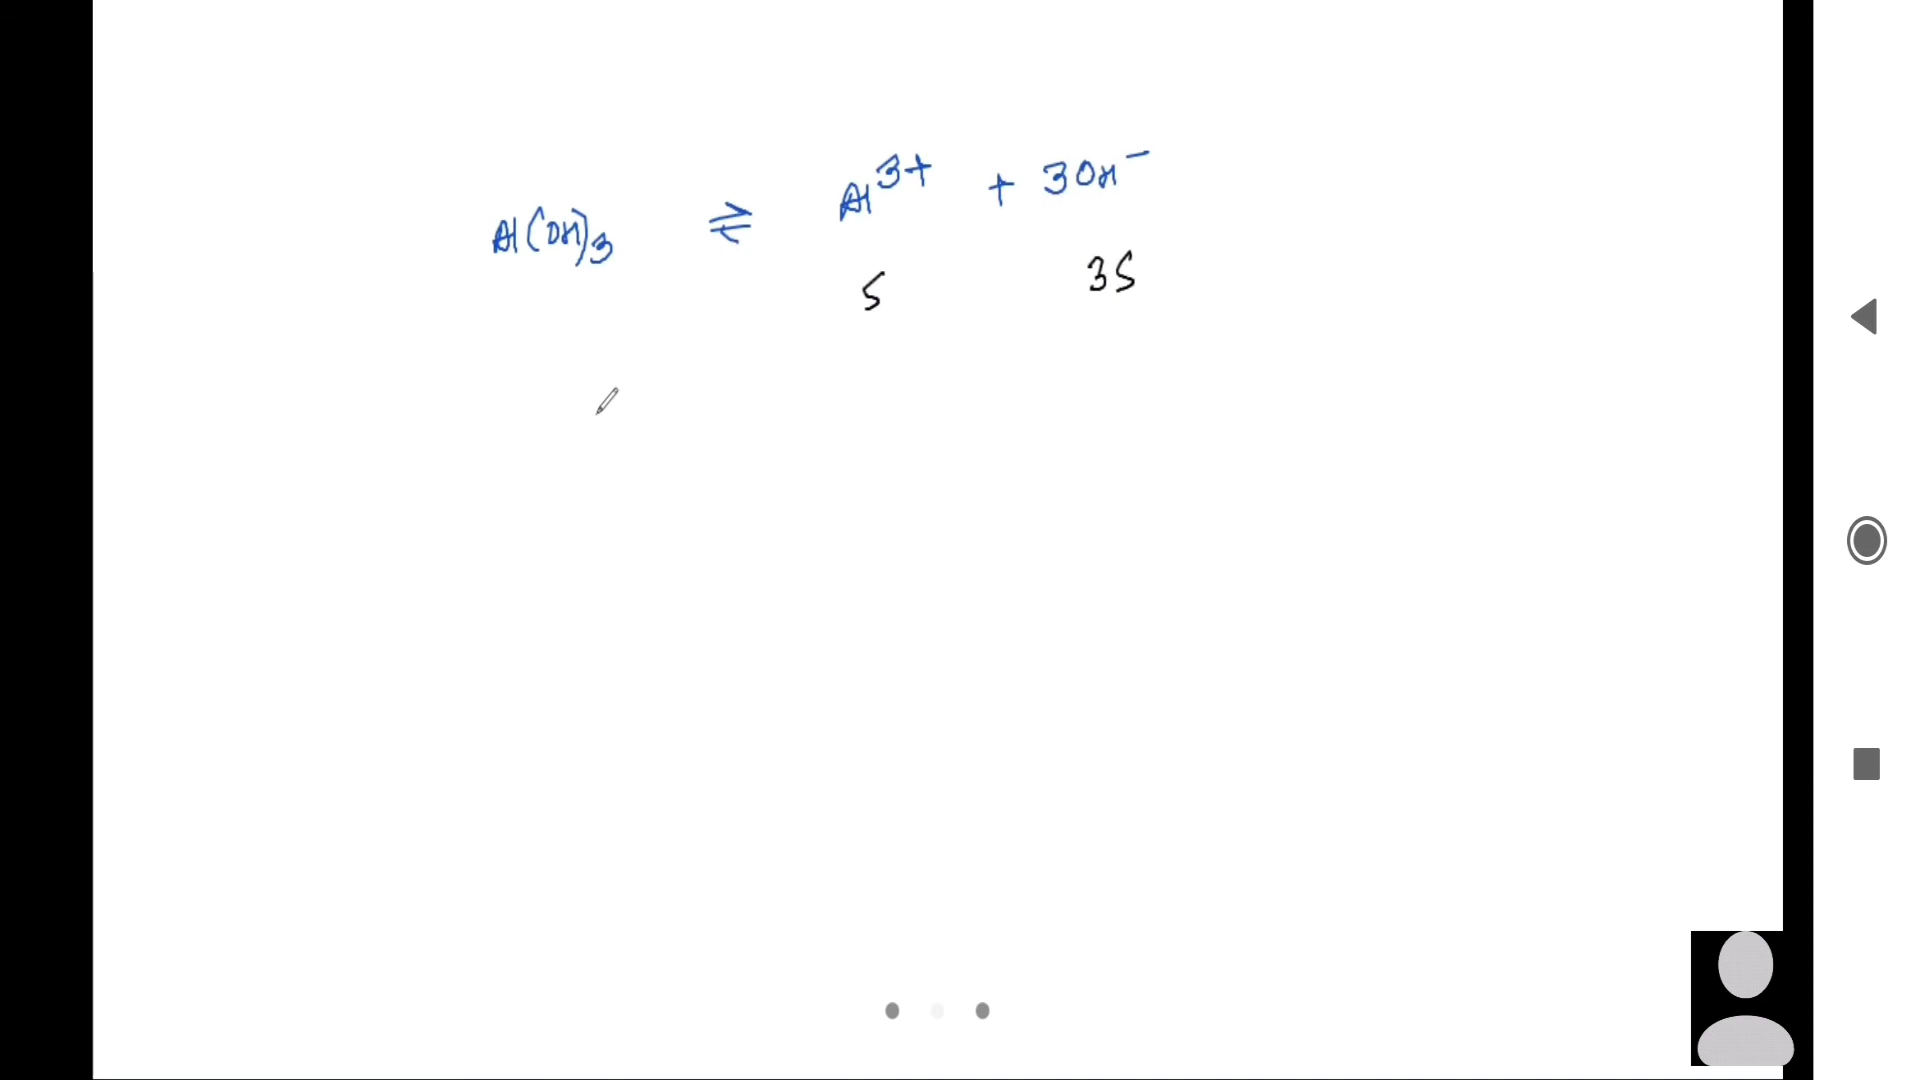 Al(OH)₃ ⇌ Al³⁺ + 3OH⁻
S 3S